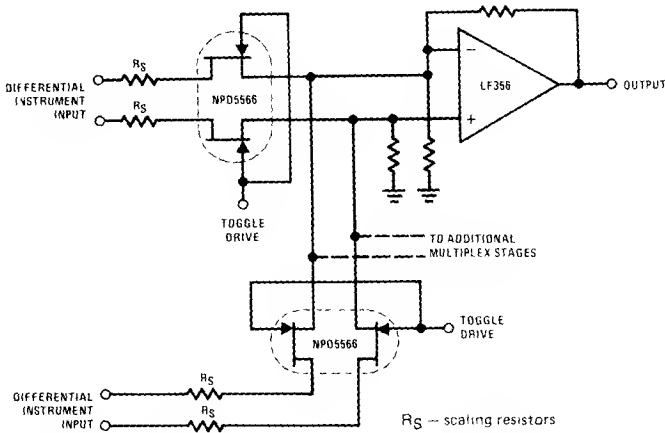 RS
DIFFERENTIAL
INSTRUMENT
INPUT
RS
NPD5566
TOGGLE
DRIVE
−
+
LF356
OUTPUT
TO ADDITIONAL
MULTIPLEX STAGES
NPD5566
TOGGLE
DRIVE
DIFFERENTIAL
INSTRUMENT
INPUT
RS
RS
RS – scaling resistors